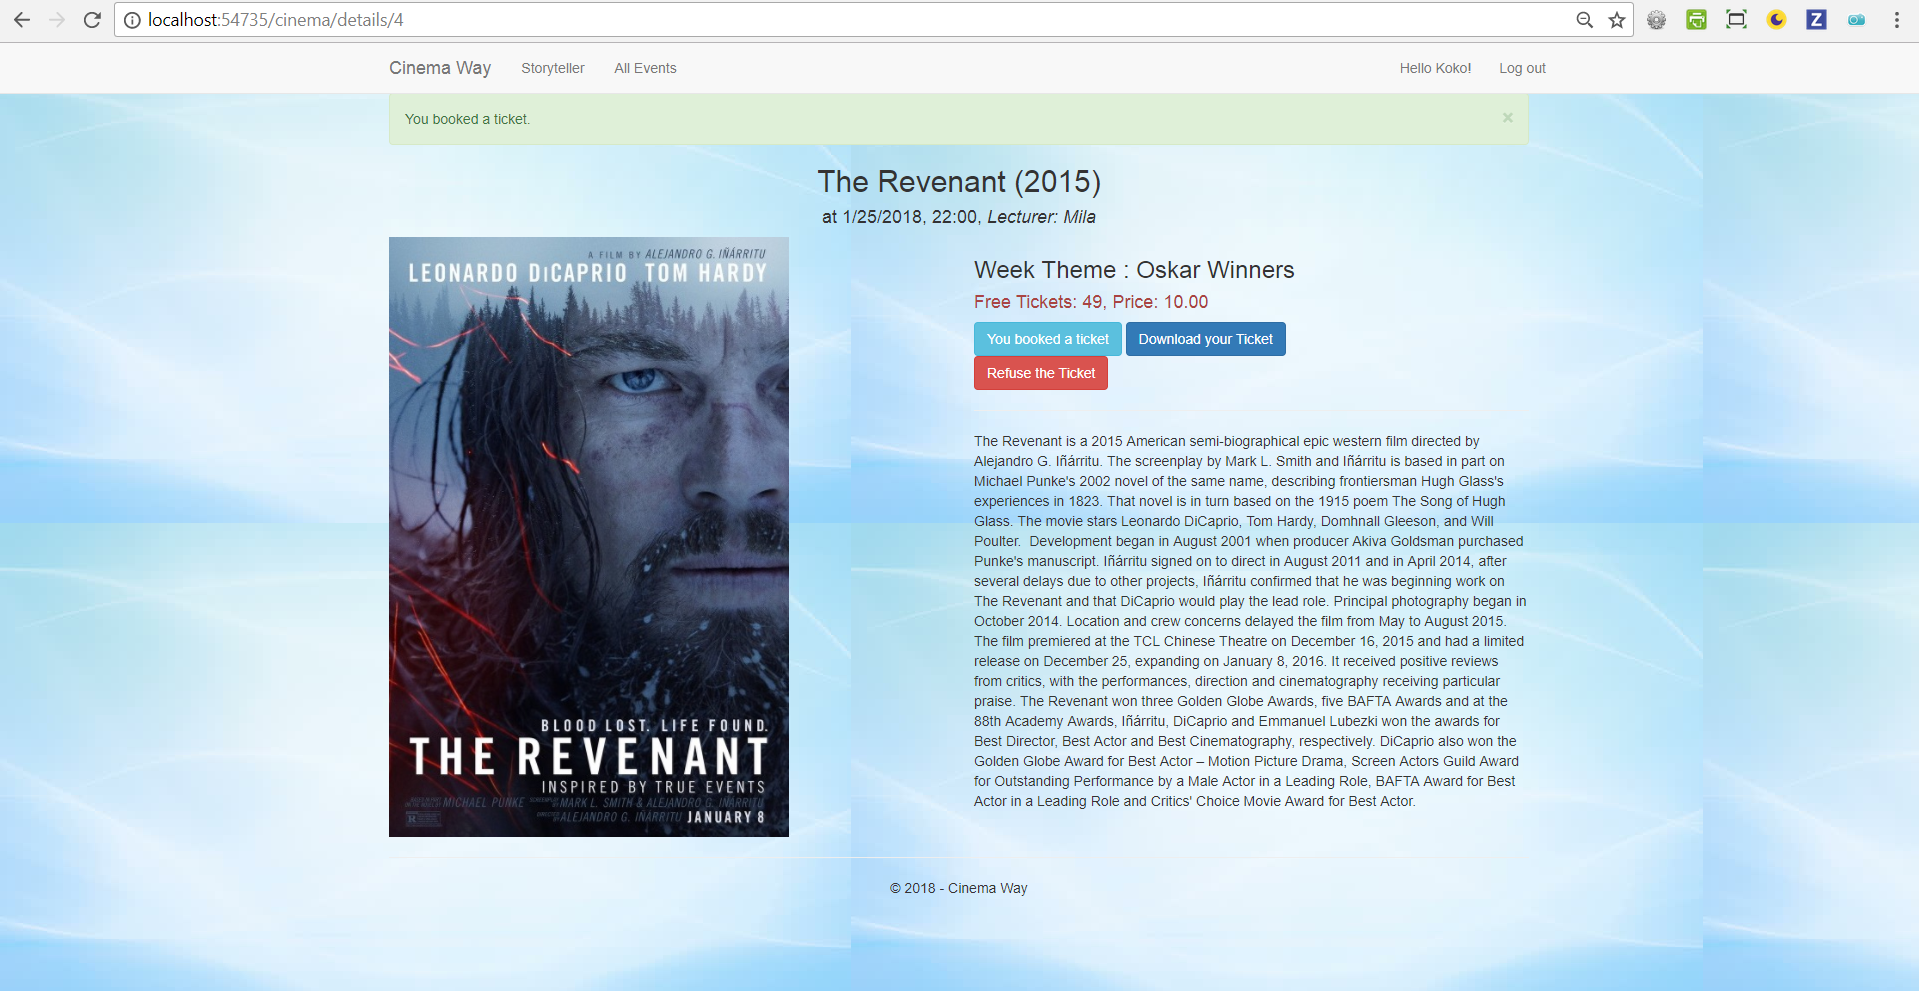 localhost:54735/cinema/details/4
Cinema Way Storyteller All Events Hello Koko! Log out
You booked a ticket. ×
The Revenant (2015)
at 1/25/2018, 22:00, Lecturer: Mila
A FILM BY ALEJANDRO G. IÑÁRRITU
LEONARDO DiCAPRIO TOM HARDY
BLOOD LOST. LIFE FOUND.
THE REVENANT
INSPIRED BY TRUE EVENTS
MICHAEL PUNKE MARK L. SMITH & ALEJANDRO G. IÑÁRRITU
DIRECTED BY ALEJANDRO G. IÑÁRRITU JANUARY 8
R
Week Theme : Oskar Winners
Free Tickets: 49, Price: 10.00
You booked a ticket Download your Ticket
Refuse the Ticket
The Revenant is a 2015 American semi-biographical epic western film directed by
Alejandro G. Iñárritu. The screenplay by Mark L. Smith and Iñárritu is based in part on
Michael Punke's 2002 novel of the same name, describing frontiersman Hugh Glass's
experiences in 1823. That novel is in turn based on the 1915 poem The Song of Hugh
Glass. The movie stars Leonardo DiCaprio, Tom Hardy, Domhnall Gleeson, and Will
Poulter.  Development began in August 2001 when producer Akiva Goldsman purchased
Punke's manuscript. Iñárritu signed on to direct in August 2011 and in April 2014, after
several delays due to other projects, Iñárritu confirmed that he was beginning work on
The Revenant and that DiCaprio would play the lead role. Principal photography began in
October 2014. Location and crew concerns delayed the film from May to August 2015.
The film premiered at the TCL Chinese Theatre on December 16, 2015 and had a limited
release on December 25, expanding on January 8, 2016. It received positive reviews
from critics, with the performances, direction and cinematography receiving particular
praise. The Revenant won three Golden Globe Awards, five BAFTA Awards and at the
88th Academy Awards, Iñárritu, DiCaprio and Emmanuel Lubezki won the awards for
Best Director, Best Actor and Best Cinematography, respectively. DiCaprio also won the
Golden Globe Award for Best Actor – Motion Picture Drama, Screen Actors Guild Award
for Outstanding Performance by a Male Actor in a Leading Role, BAFTA Award for Best
Actor in a Leading Role and Critics' Choice Movie Award for Best Actor.
© 2018 - Cinema Way